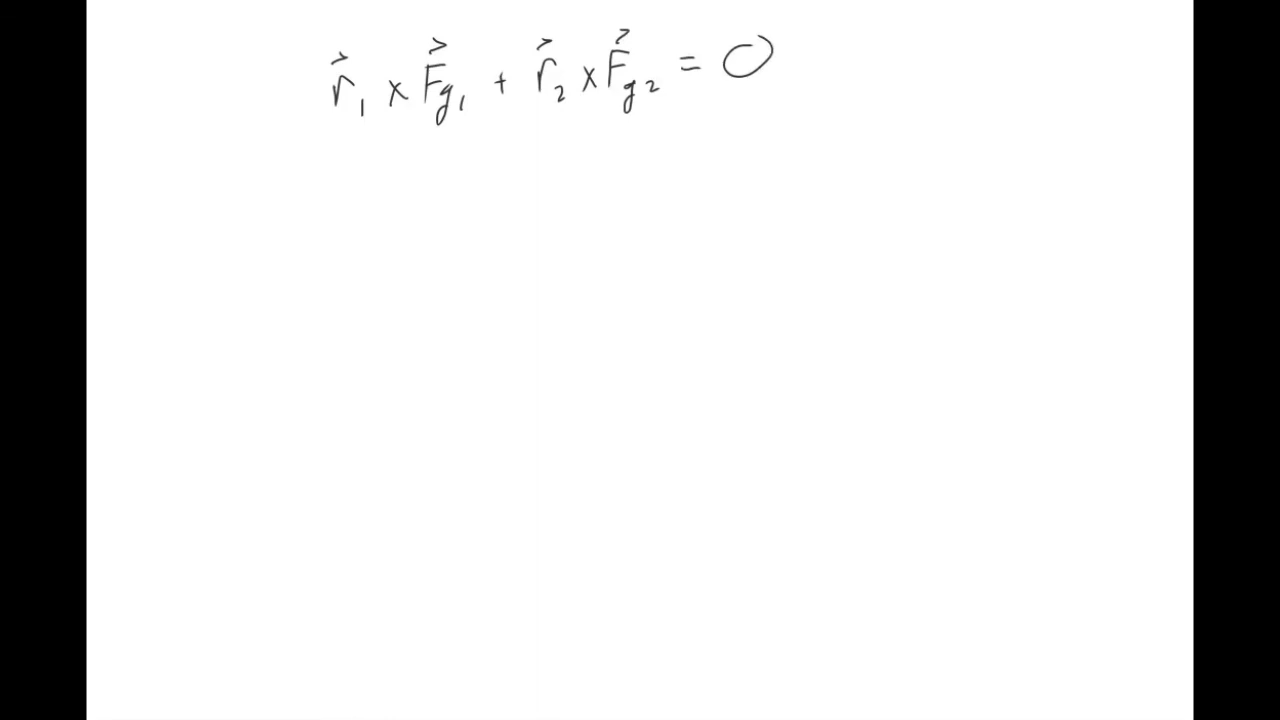 r⃗₁ × F⃗g₁ + r⃗₂ × F⃗g₂ = 0